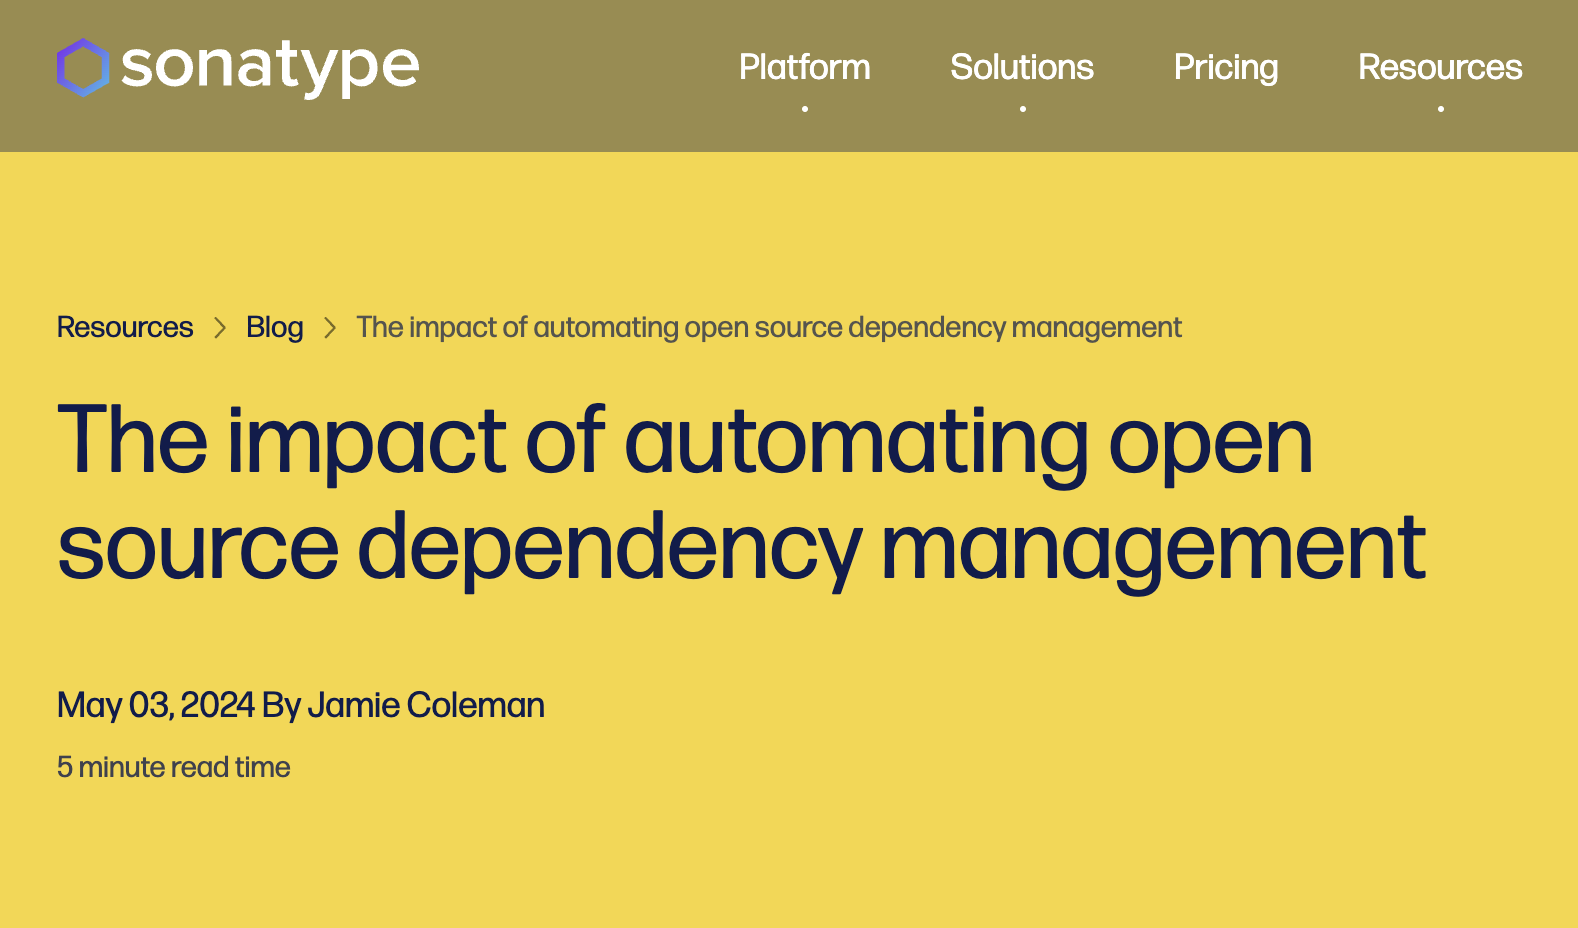 sonatype
Platform
Solutions
Pricing
Resources
Resources > Blog > The impact of automating open source dependency management
The impact of automating open
source dependency management
May 03, 2024 By Jamie Coleman
5 minute read time